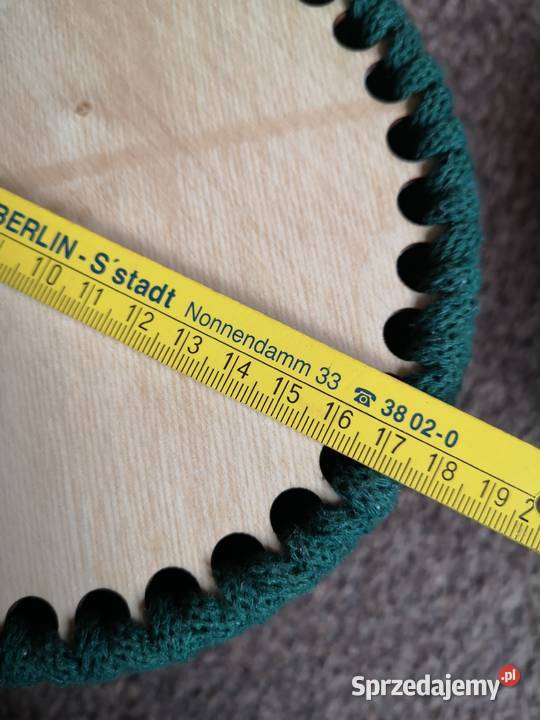 BERLIN - S'stadt Nonnendamm 33 ☎ 38 02-0
10 11 12 13 14 15 16 17 18 19 2
Sprzedajemy.pl